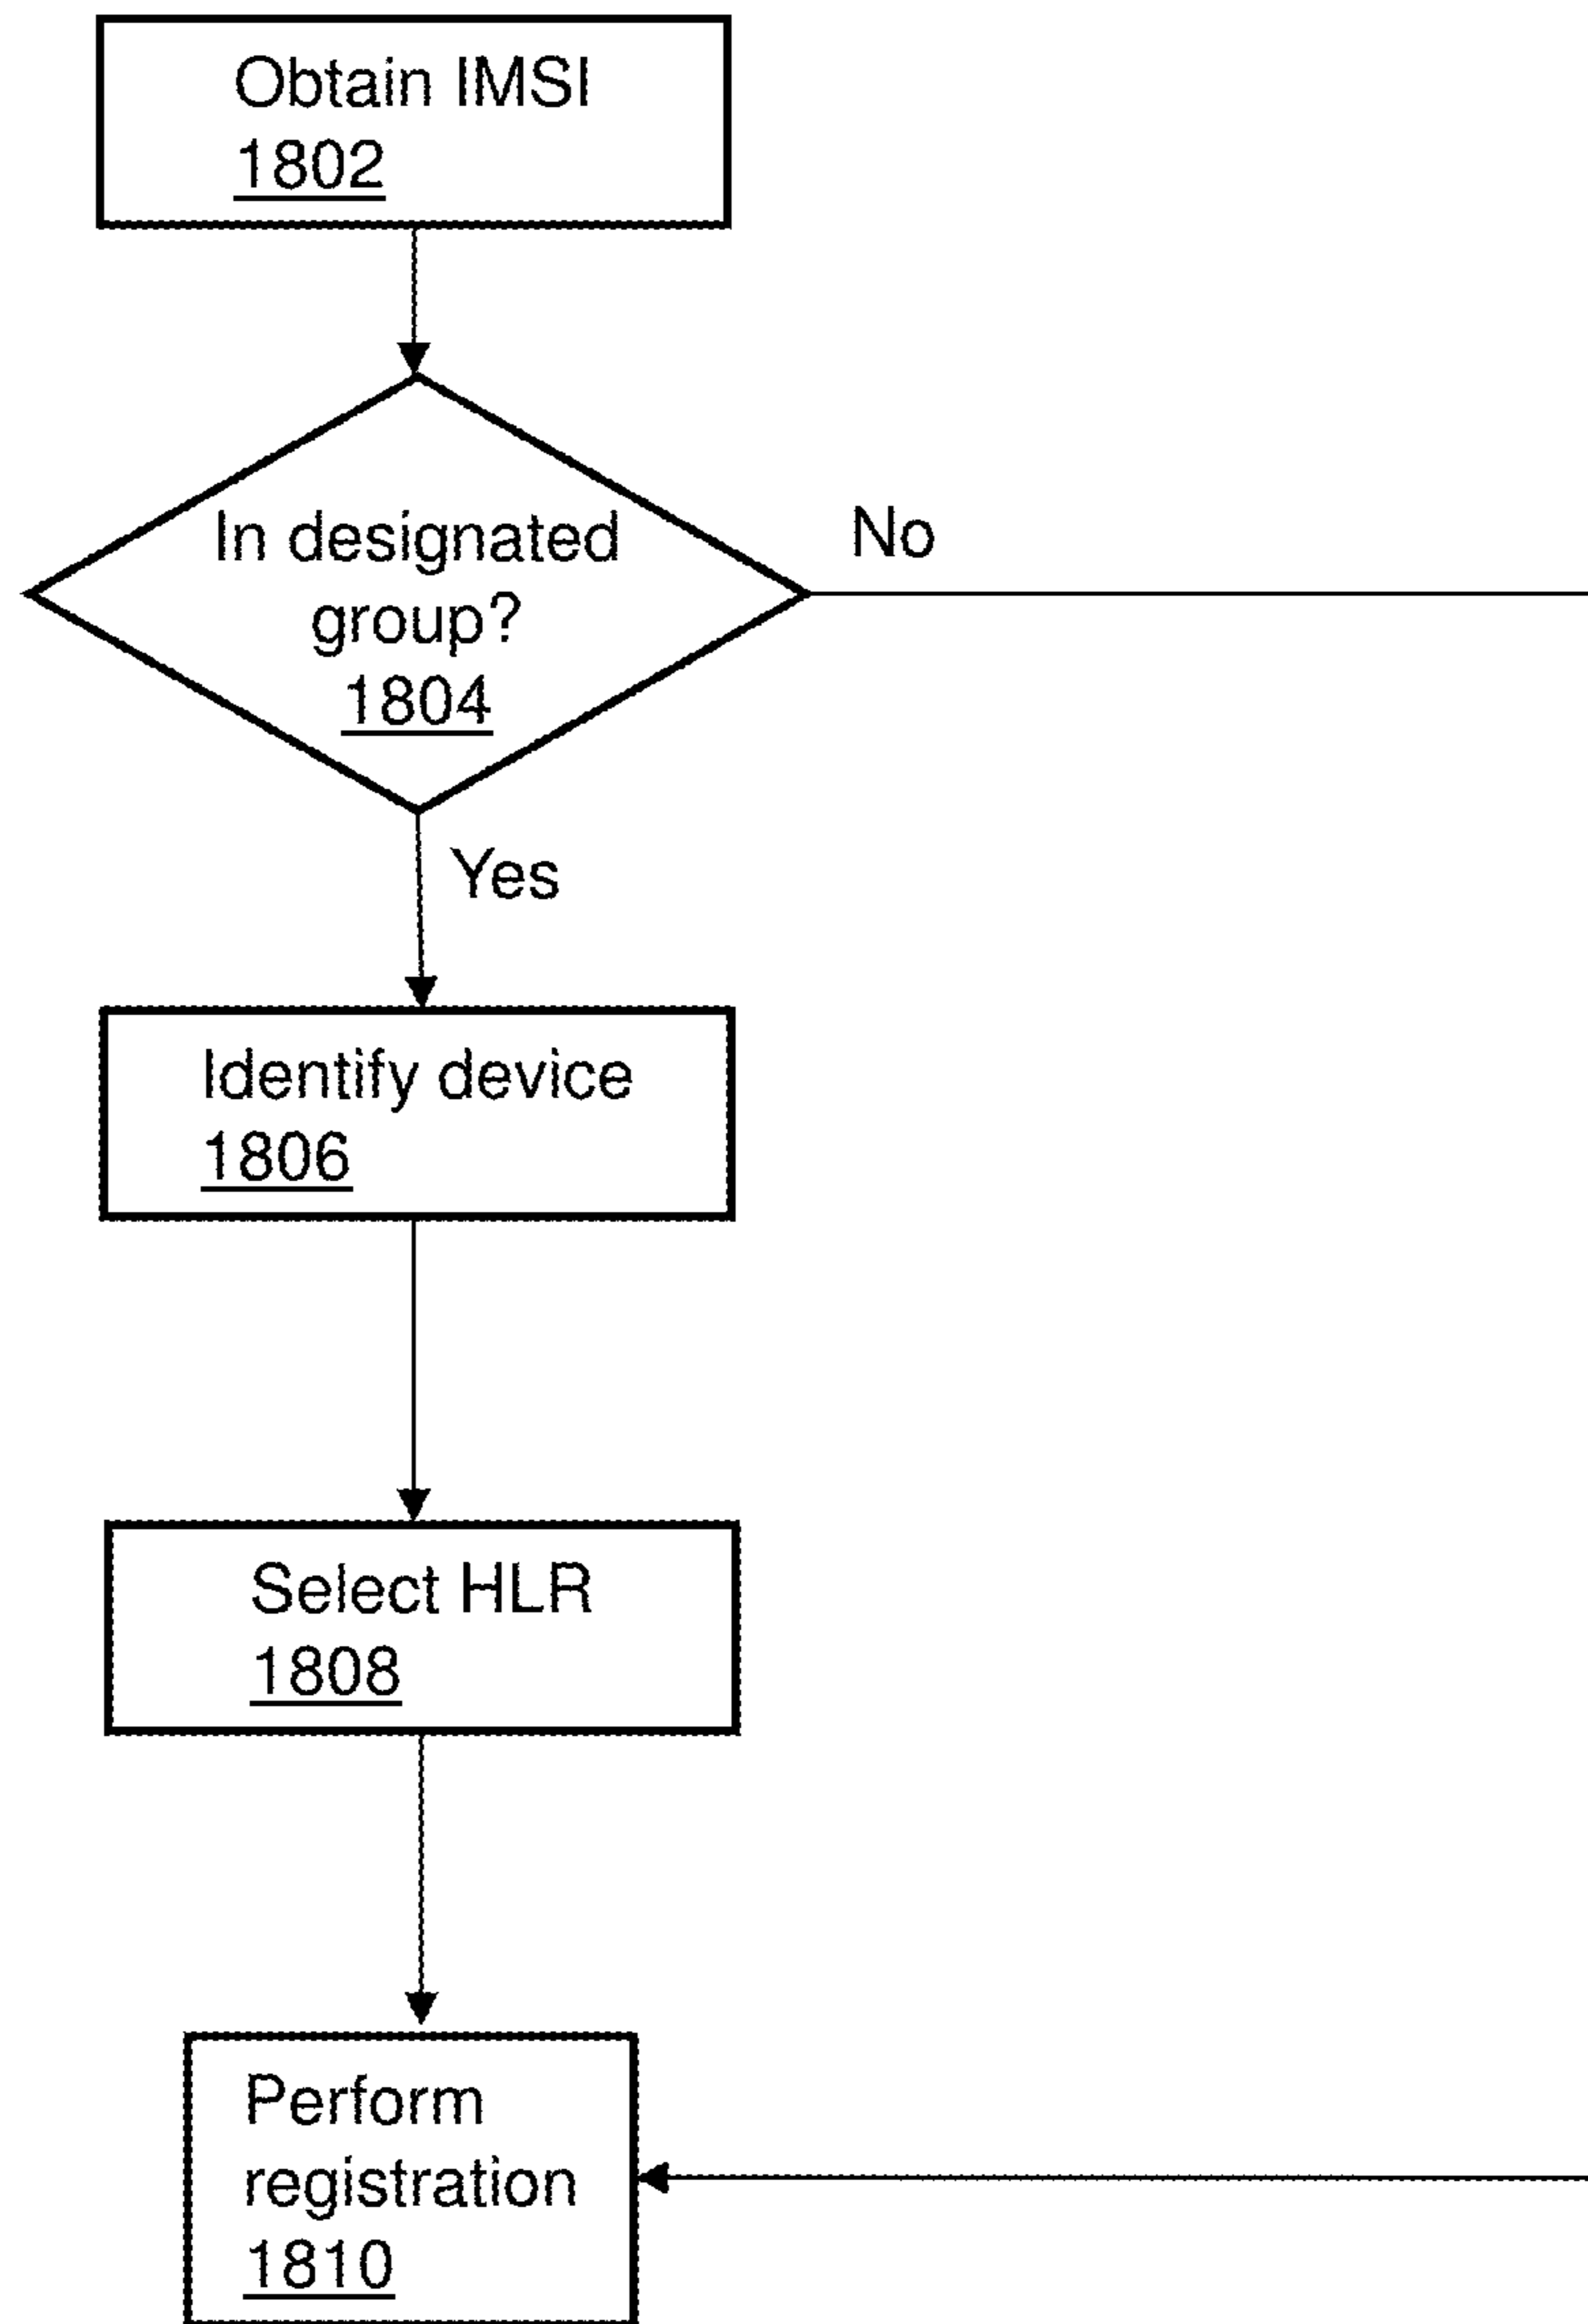 Obtain IMSI
1802
In designated
group?
1804
No
Yes
Identify device
1806
Select HLR
1808
Perform
registration
1810